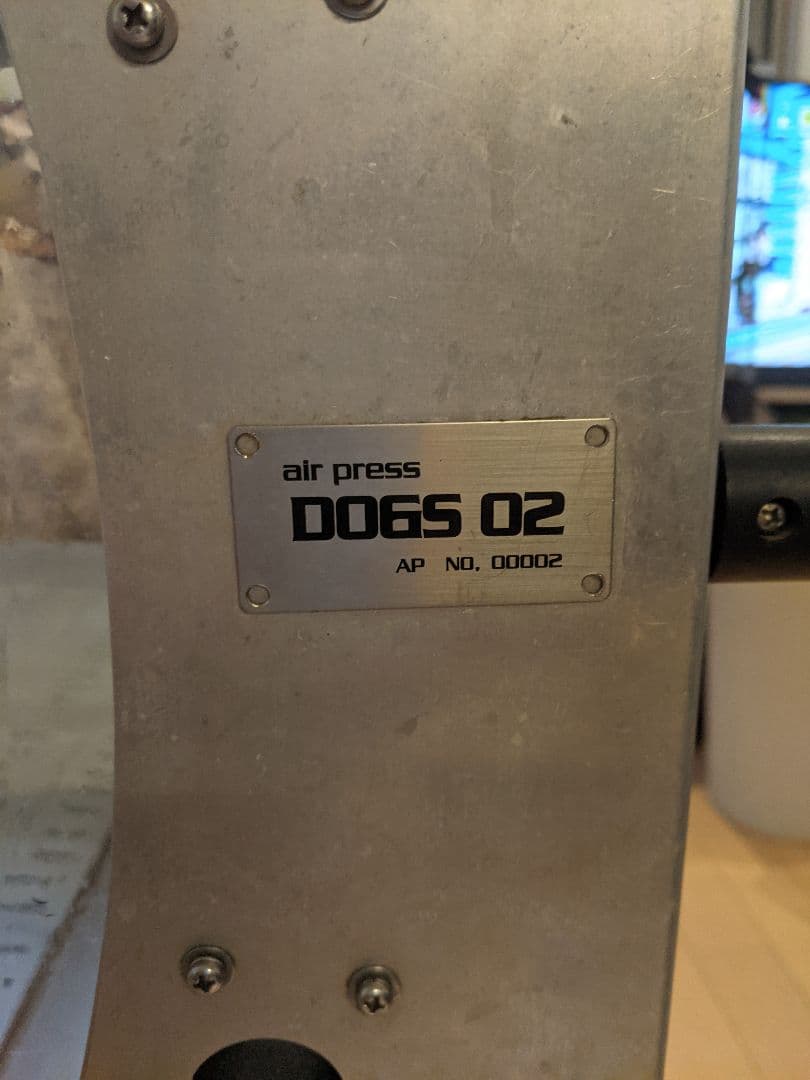 air press
DOGS 02
AP NO. 00002